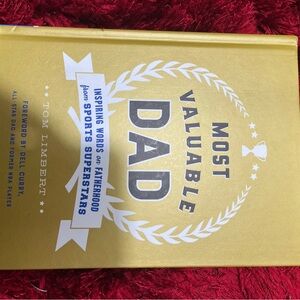 MOST
VALUABLE
DAD
INSPIRING WORDS on FATHERHOOD
from SPORTS SUPERSTARS
TOM LIMBERT
FOREWORD BY DELL CURRY,
ALL-STAR DAD AND FORMER NBA PLAYER